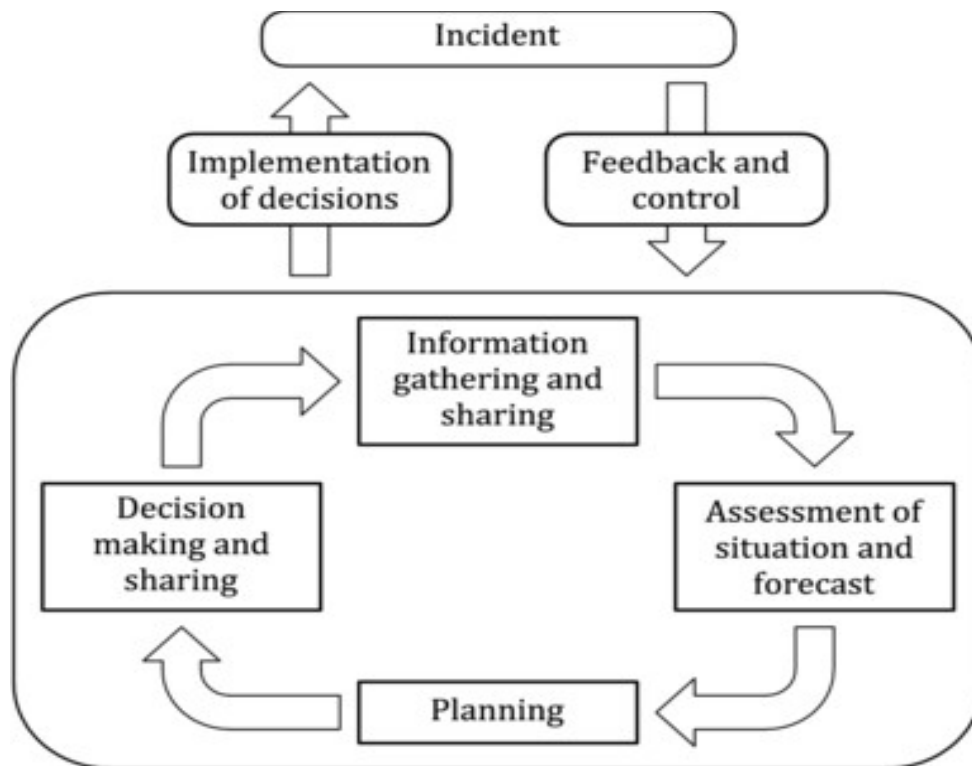 Incident
Implementation
of decisions
Feedback and
control
Information
gathering and
sharing
Decision
making and
sharing
Assessment of
situation and
forecast
Planning